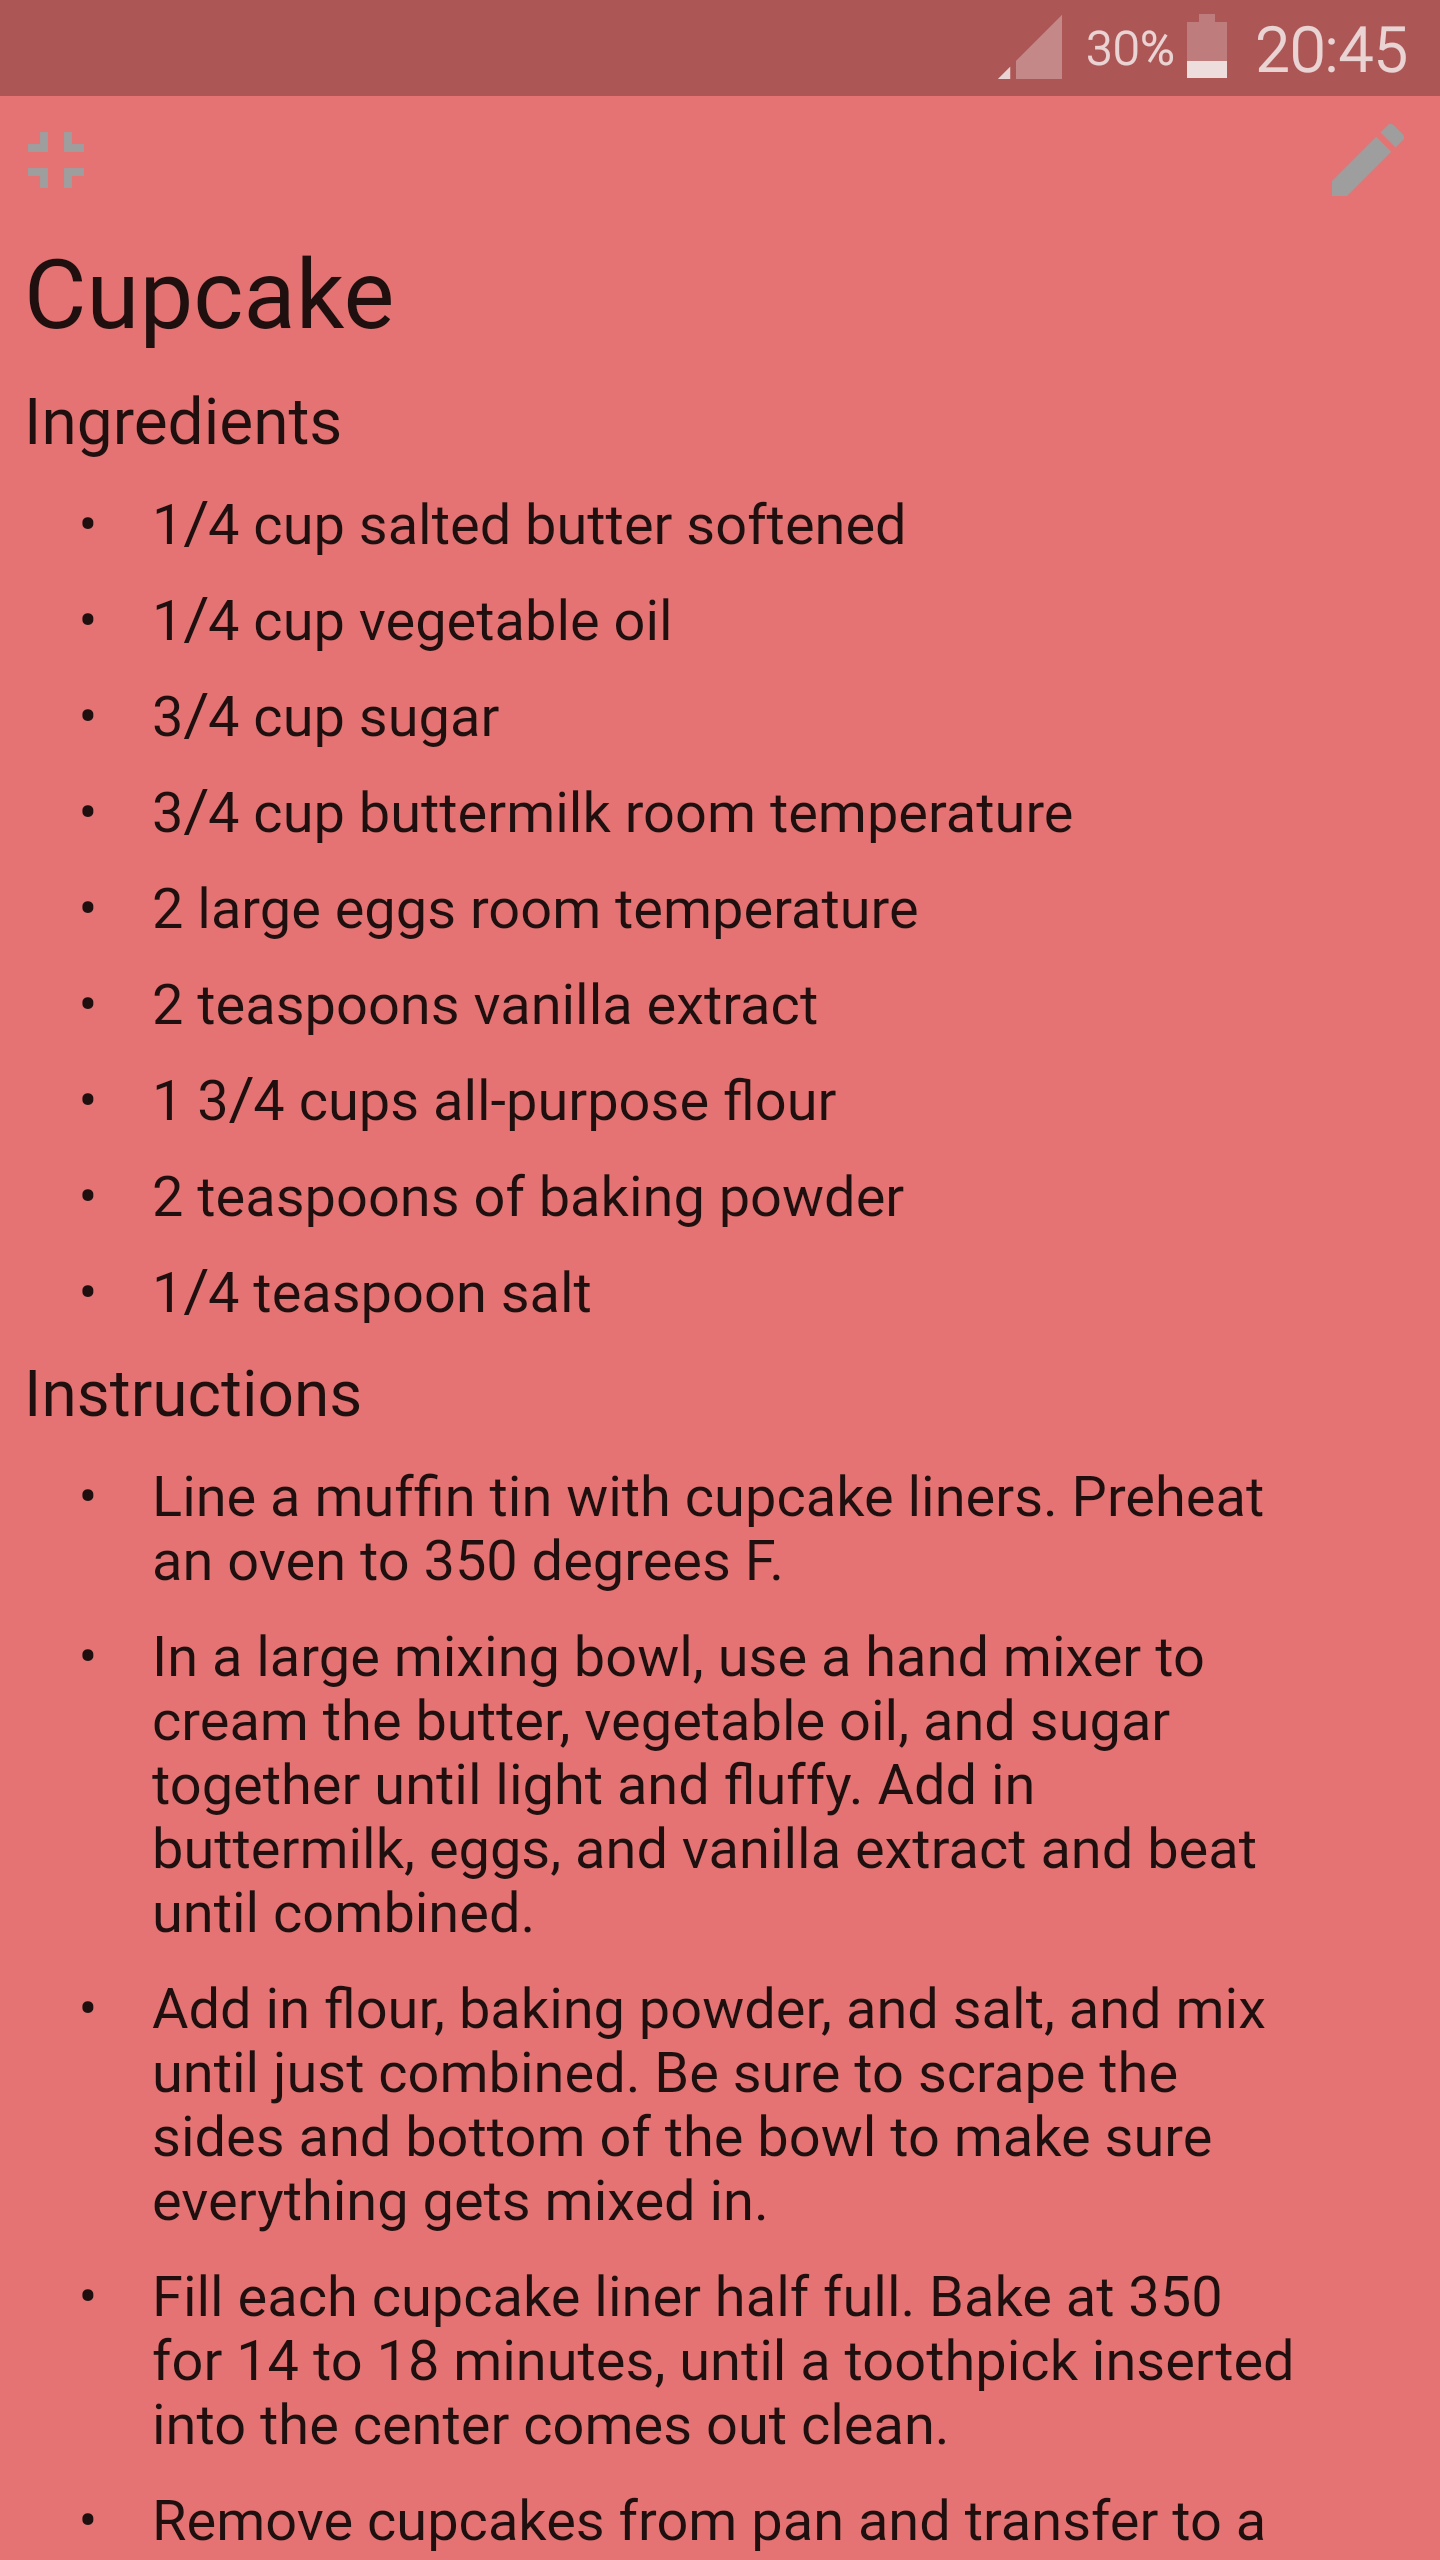 30% 20:45
Cupcake
Ingredients
• 1/4 cup salted butter softened
• 1/4 cup vegetable oil
• 3/4 cup sugar
• 3/4 cup buttermilk room temperature
• 2 large eggs room temperature
• 2 teaspoons vanilla extract
• 1 3/4 cups all-purpose flour
• 2 teaspoons of baking powder
• 1/4 teaspoon salt
Instructions
• Line a muffin tin with cupcake liners. Preheat
an oven to 350 degrees F.
• In a large mixing bowl, use a hand mixer to
cream the butter, vegetable oil, and sugar
together until light and fluffy. Add in
buttermilk, eggs, and vanilla extract and beat
until combined.
• Add in flour, baking powder, and salt, and mix
until just combined. Be sure to scrape the
sides and bottom of the bowl to make sure
everything gets mixed in.
• Fill each cupcake liner half full. Bake at 350
for 14 to 18 minutes, until a toothpick inserted
into the center comes out clean.
• Remove cupcakes from pan and transfer to a